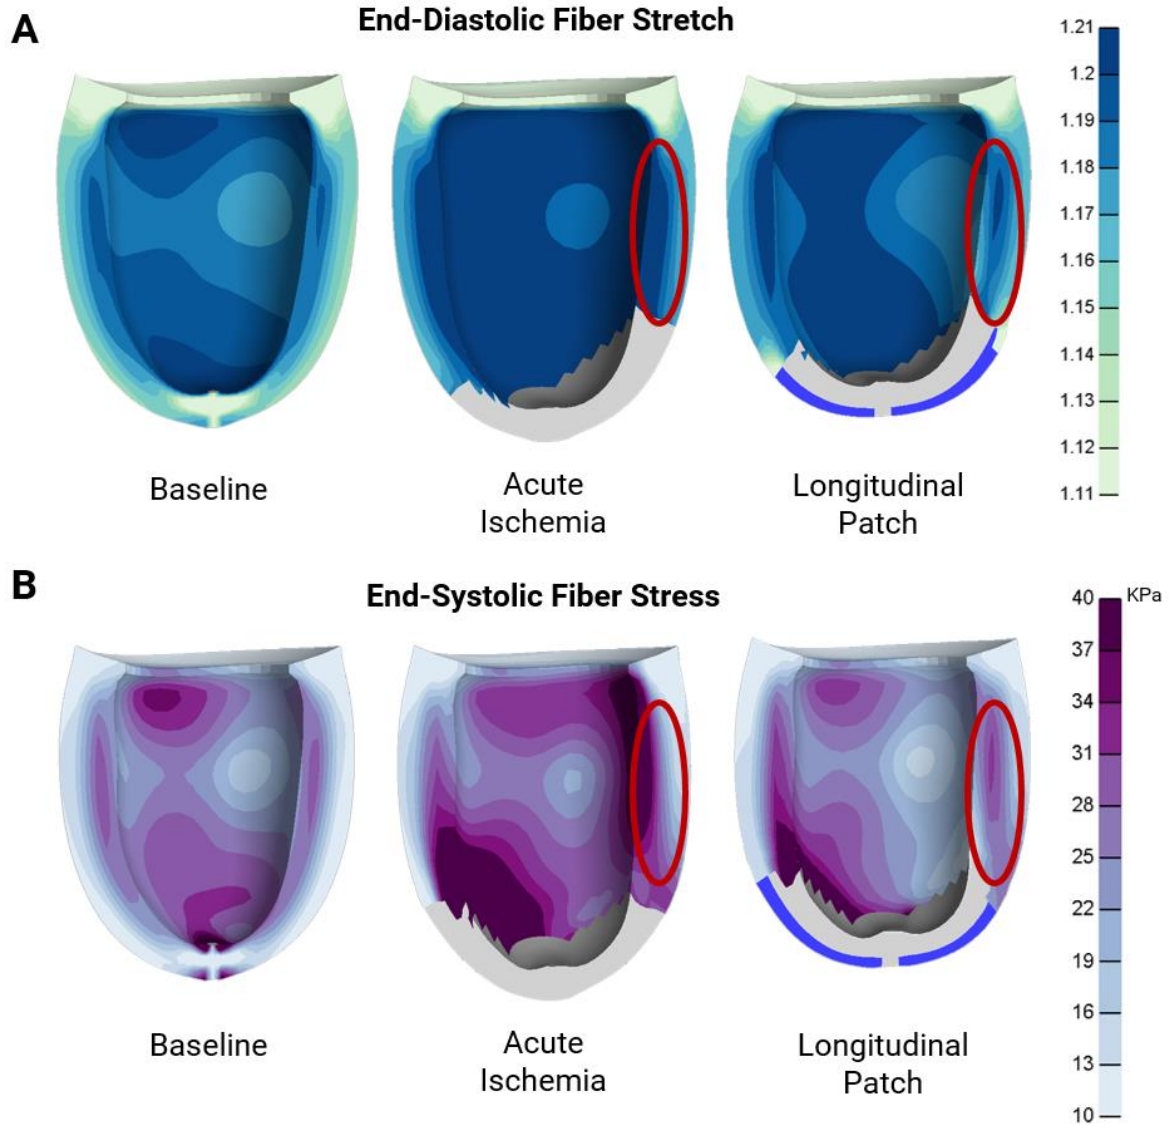 A
End-Diastolic Fiber Stretch
1.21
1.2
1.19
1.18
1.17
1.16
1.15
1.14
1.13
1.12
1.11
Baseline
Acute
Ischemia
Longitudinal
Patch
B
End-Systolic Fiber Stress
40 KPa
37
34
31
28
25
22
19
16
13
10
Baseline
Acute
Ischemia
Longitudinal
Patch